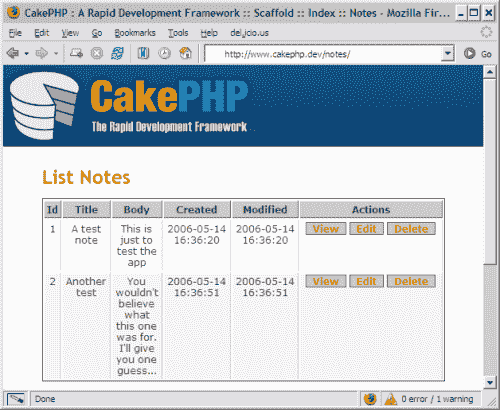 CakePHP : A Rapid Development Framework :: Scaffold :: Index :: Notes - Mozilla Fir...
File Edit View Go Bookmarks Tools Help del.icio.us
http://www.cakephp.dev/notes/ Go
CakePHP
The Rapid Development Framework
List Notes
Id Title Body Created Modified Actions
1 A test This is 2006-05-14 2006-05-14 View Edit Delete
note just to 16:36:20 16:36:20
test the
app
2 Another You 2006-05-14 2006-05-14 View Edit Delete
test wouldn't 16:36:51 16:36:51
believe
what
this one
was for.
I'll give
you one
guess...
Done 0 error / 1 warning